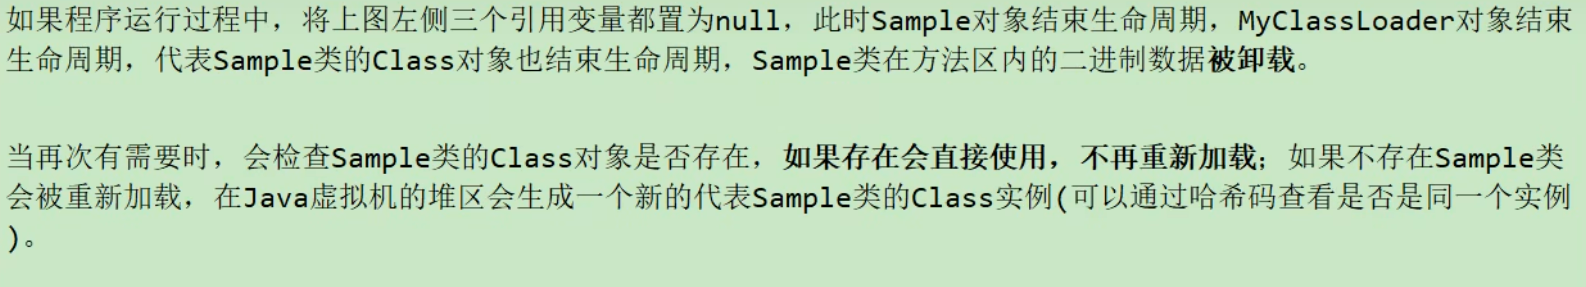 如果程序运行过程中，将上图左侧三个引用变量都置为null，此时Sample对象结束生命周期，MyClassLoader对象结束
生命周期，代表Sample类的Class对象也结束生命周期，Sample类在方法区内的二进制数据被卸载。
当再次有需要时，会检查Sample类的Class对象是否存在，如果存在会直接使用，不再重新加载；如果不存在Sample类
会被重新加载，在Java虚拟机的堆区会生成一个新的代表Sample类的Class实例(可以通过哈希码查看是否是同一个实例
)。